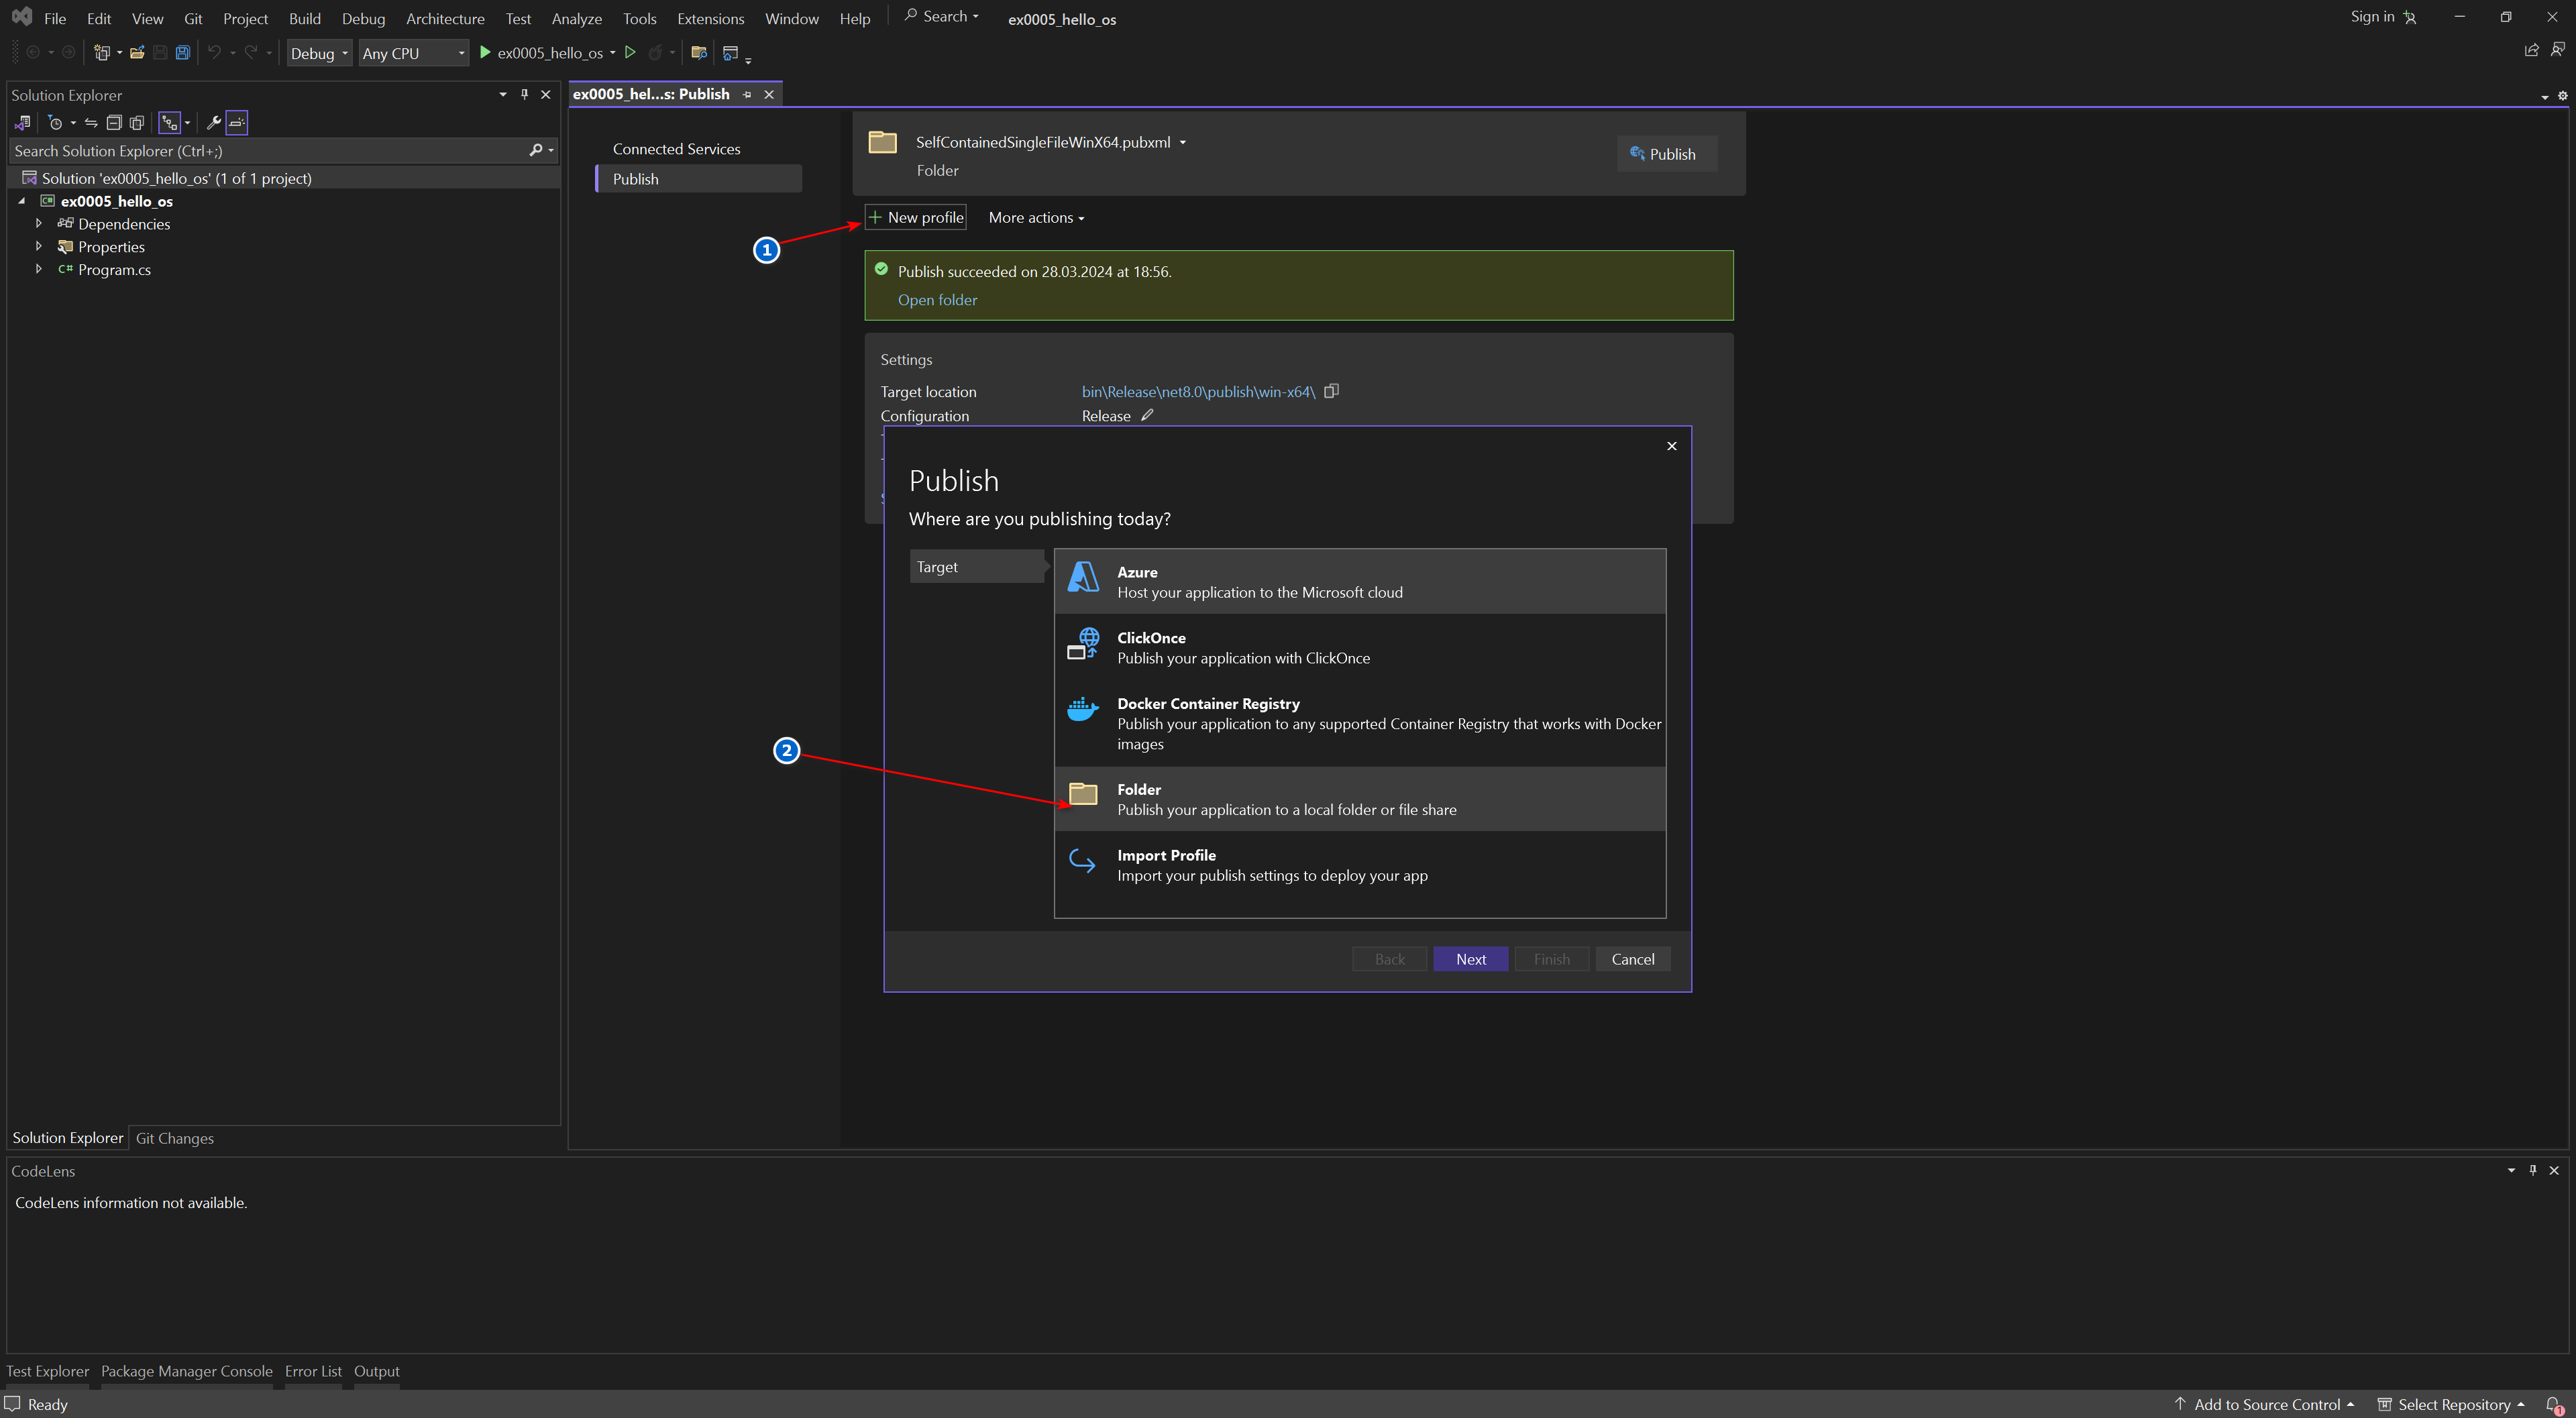 File Edit View Git Project Build Debug Architecture Test Analyze Tools Extensions Window Help Search ex0005_hello_os Sign in
Debug Any CPU ex0005_hello_os
Solution Explorer
ex0005_hel...s: Publish
Search Solution Explorer (Ctrl+;)
Solution 'ex0005_hello_os' (1 of 1 project)
C# ex0005_hello_os
Dependencies
Properties
C# Program.cs
Connected Services
Publish
SelfContainedSingleFileWinX64.pubxml
Folder
Publish
New profile More actions
1
Publish succeeded on 28.03.2024 at 18:56.
Open folder
Settings
Target location bin\Release\net8.0\publish\win-x64\
Configuration Release
Publish
Where are you publishing today?
Target
Azure
Host your application to the Microsoft cloud
ClickOnce
Publish your application with ClickOnce
Docker Container Registry
Publish your application to any supported Container Registry that works with Docker
images
2
Folder
Publish your application to a local folder or file share
Import Profile
Import your publish settings to deploy your app
Back Next Finish Cancel
Solution Explorer Git Changes
CodeLens
CodeLens information not available.
Test Explorer Package Manager Console Error List Output
Ready Add to Source Control Select Repository 1